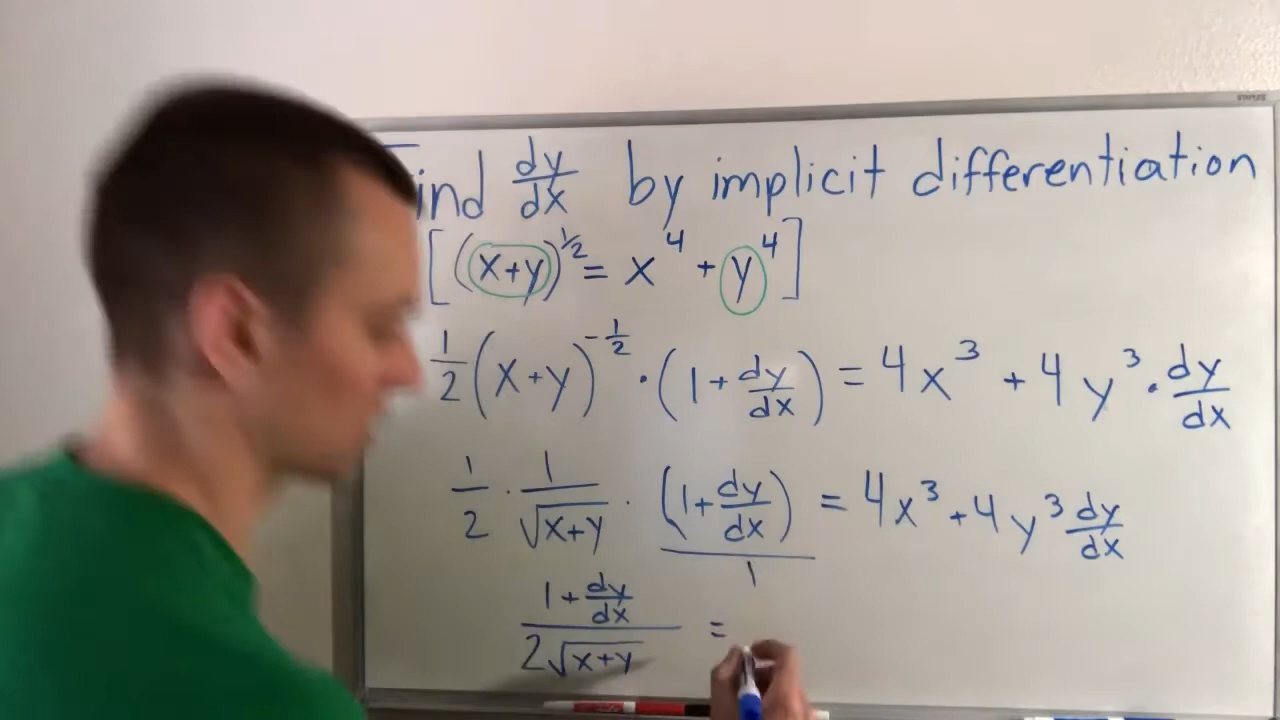 STAPLES
Find dy/dx by implicit differentiation
[(x+y)^1/2 = x^4 + y^4]
1/2 (x+y)^-1/2 · (1 + dy/dx) = 4x^3 + 4y^3 · dy/dx
1/2 · 1/√x+y · (1 + dy/dx)/1 = 4x^3 + 4y^3 dy/dx
1 + dy/dx / 2√x+y =